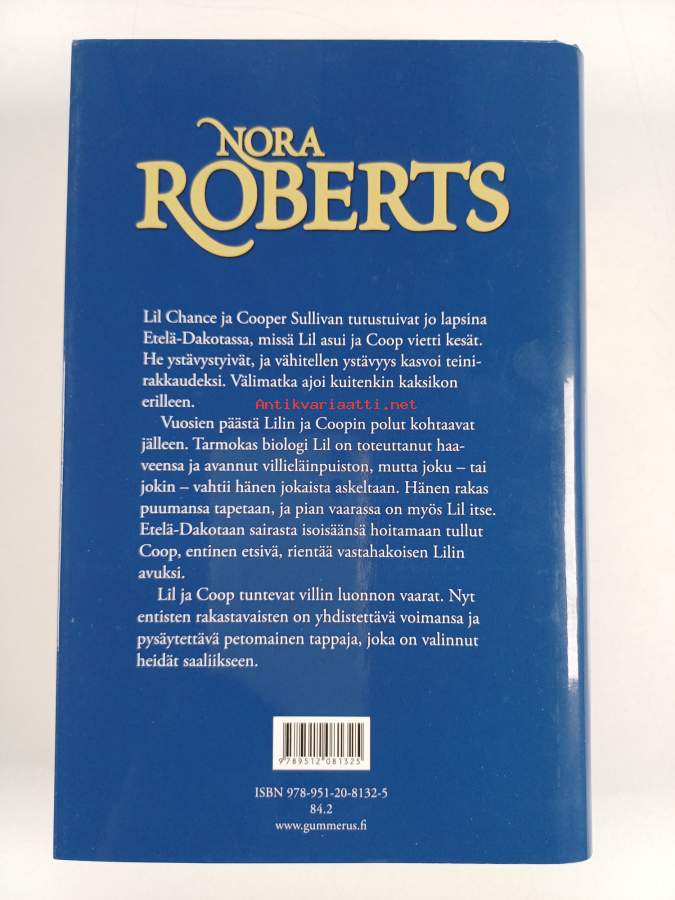 NORA
ROBERTS
Lil Chance ja Cooper Sullivan tutustuivat jo lapsina
Etelä-Dakotassa, missä Lil asui ja Coop vietti kesät.
He ystävystyivät, ja vähitellen ystävyys kasvoi teini-
rakkaudeksi. Välimatka ajoi kuitenkin kaksikon
erilleen.
Antikvariaatti.net
Vuosien päästä Lilin ja Coopin polut kohtaavat
jälleen. Tarmokas biologi Lil on toteuttanut haa-
veensa ja avannut villieläinpuiston, mutta joku – tai
jokin – vahtii hänen jokaista askeltaan. Hänen rakas
puumansa tapetaan, ja pian vaarassa on myös Lil itse.
Etelä-Dakotaan sairasta isoisäänsä hoitamaan tullut
Coop, entinen etsivä, rientää vastahakoisen Lilin
avuksi.
Lil ja Coop tuntevat villin luonnon vaarat. Nyt
entisten rakastavaisten on yhdistettävä voimansa ja
pysäytettävä petomainen tappaja, joka on valinnut
heidät saaliikseen.
9789512081325
ISBN 978-951-20-8132-5
84.2
www.gummerus.fi